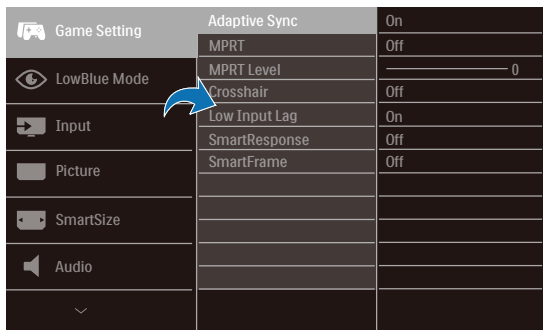 Game Setting
LowBlue Mode
Input
Picture
SmartSize
Audio
Adaptive Sync On
MPRT Off
MPRT Level 0
Crosshair Off
Low Input Lag On
SmartResponse Off
SmartFrame Off